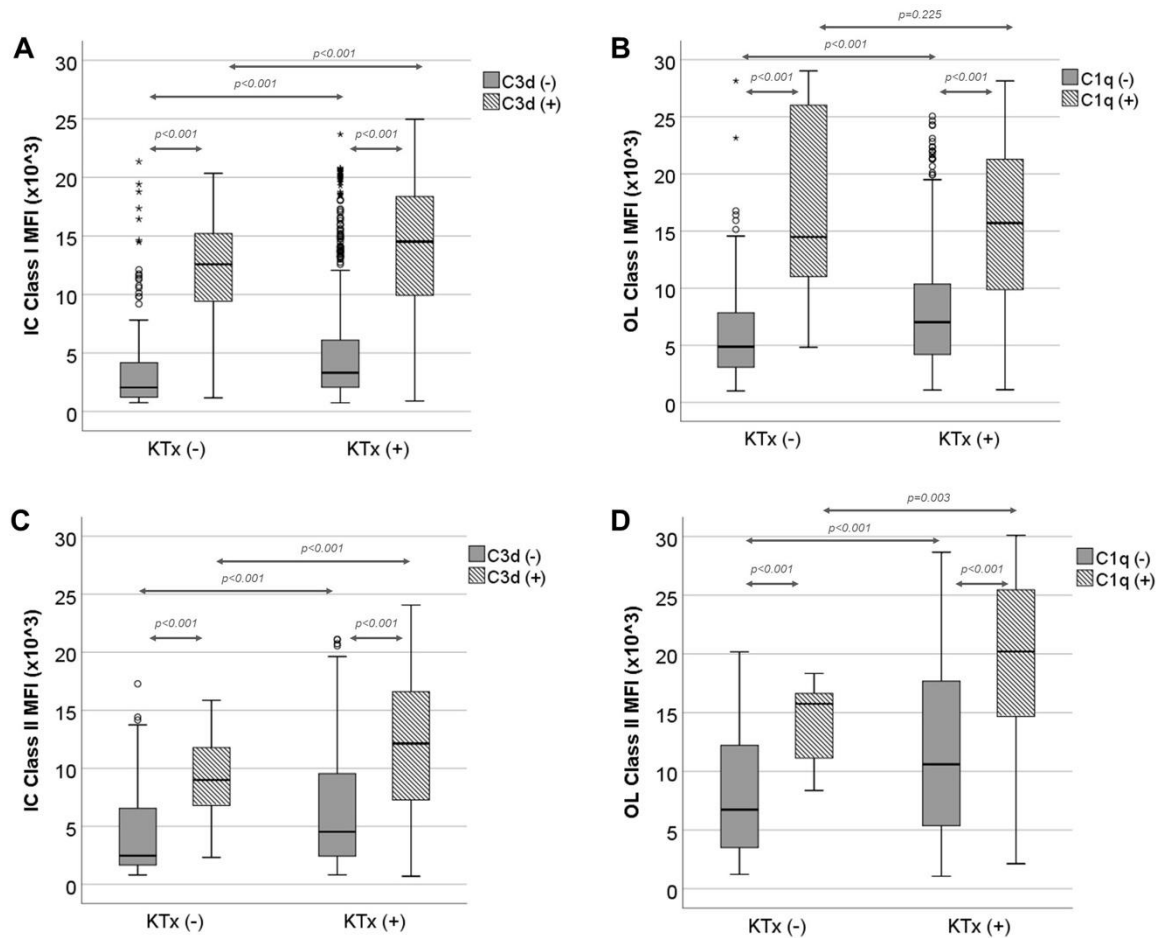 A
IC Class I MFI (x10^3)
30
25
20
15
10
5
0
p<0.001
p<0.001
p<0.001
p<0.001
C3d (-)
C3d (+)
KTx (-)
KTx (+)
B
OL Class I MFI (x10^3)
30
25
20
15
10
5
0
p=0.225
p<0.001
p<0.001
p<0.001
C1q (-)
C1q (+)
KTx (-)
KTx (+)
C
IC Class II MFI (x10^3)
30
25
20
15
10
5
0
p<0.001
p<0.001
p<0.001
p<0.001
C3d (-)
C3d (+)
KTx (-)
KTx (+)
D
OL Class II MFI (x10^3)
30
25
20
15
10
5
0
p=0.003
p<0.001
p<0.001
p<0.001
C1q (-)
C1q (+)
KTx (-)
KTx (+)